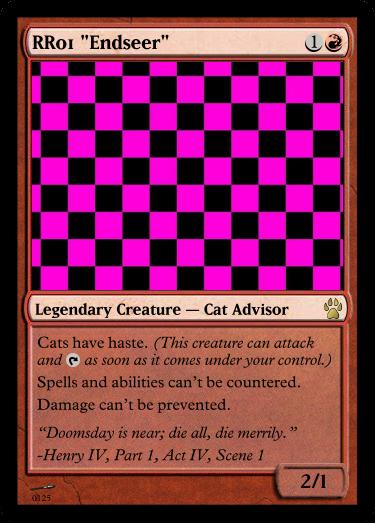 RR01 "Endseer"
1
Legendary Creature — Cat Advisor
Cats have haste. (This creature can attack
and as soon as it comes under your control.)
Spells and abilities can't be countered.
Damage can't be prevented.
“Doomsday is near; die all, die merrily.”
-Henry IV, Part 1, Act IV, Scene 1
2/1
0125